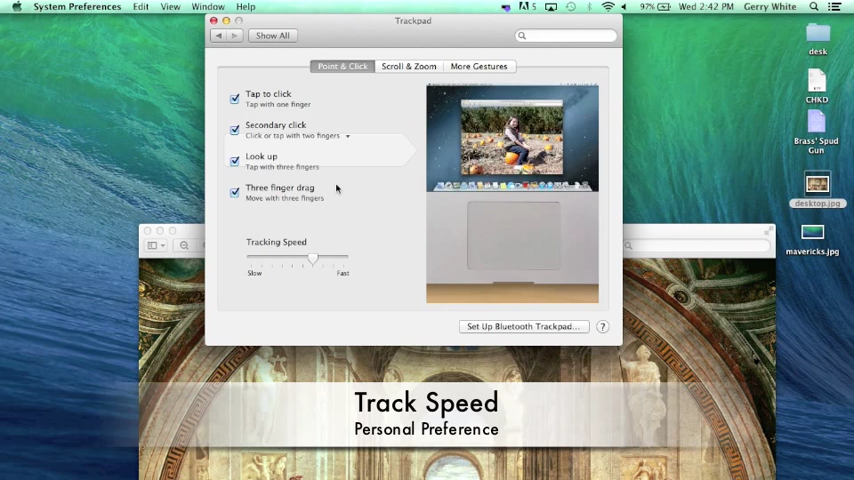 System Preferences Edit View Window Help
5 97% Wed 2:42 PM Gerry White
Trackpad
Show All
Point & Click Scroll & Zoom More Gestures
Tap to click
Tap with one finger
Secondary click
Click or tap with two fingers
Look up
Tap with three fingers
Three finger drag
Move with three fingers
Tracking Speed
Slow Fast
Set Up Bluetooth Trackpad... ?
desk
CHKD
Brass' Spud
Gun
desktop.jpg
mavericks.jpg
Track Speed
Personal Preference